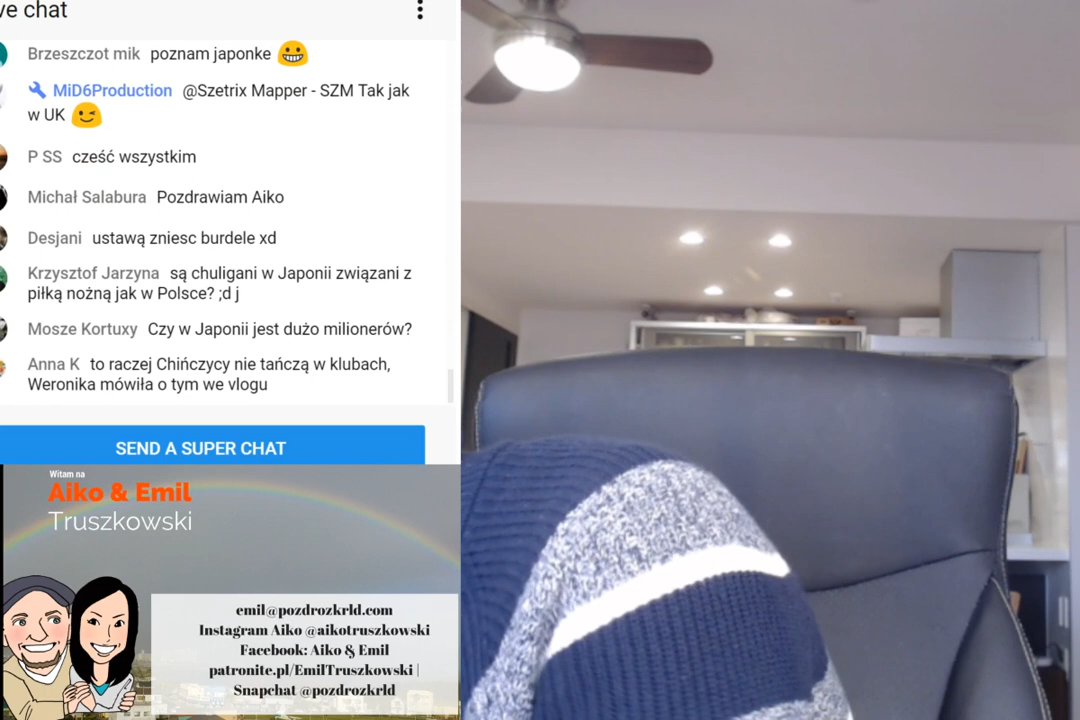 ve chat
Brzeszczot mik poznam japonke
MiD6Production @Szetrix Mapper - SZM Tak jak
w UK
P SS cześć wszystkim
Michał Salabura Pozdrawiam Aiko
Desjani ustawą zniesc burdele xd
Krzysztof Jarzyna są chuligani w Japonii związani z
piłką nożną jak w Polsce? ;d j
Mosze Kortuxy Czy w Japonii jest dużo milionerów?
Anna K to raczej Chińczycy nie tańczą w klubach,
Weronika mówiła o tym we vlogu
SEND A SUPER CHAT
Witam na
Aiko & Emil
Truszkowski
emil@pozdrozkrld.com
Instagram Aiko @aikotruszkowski
Facebook: Aiko & Emil
patronite.pl/EmilTruszkowski |
Snapchat @pozdrozkrld